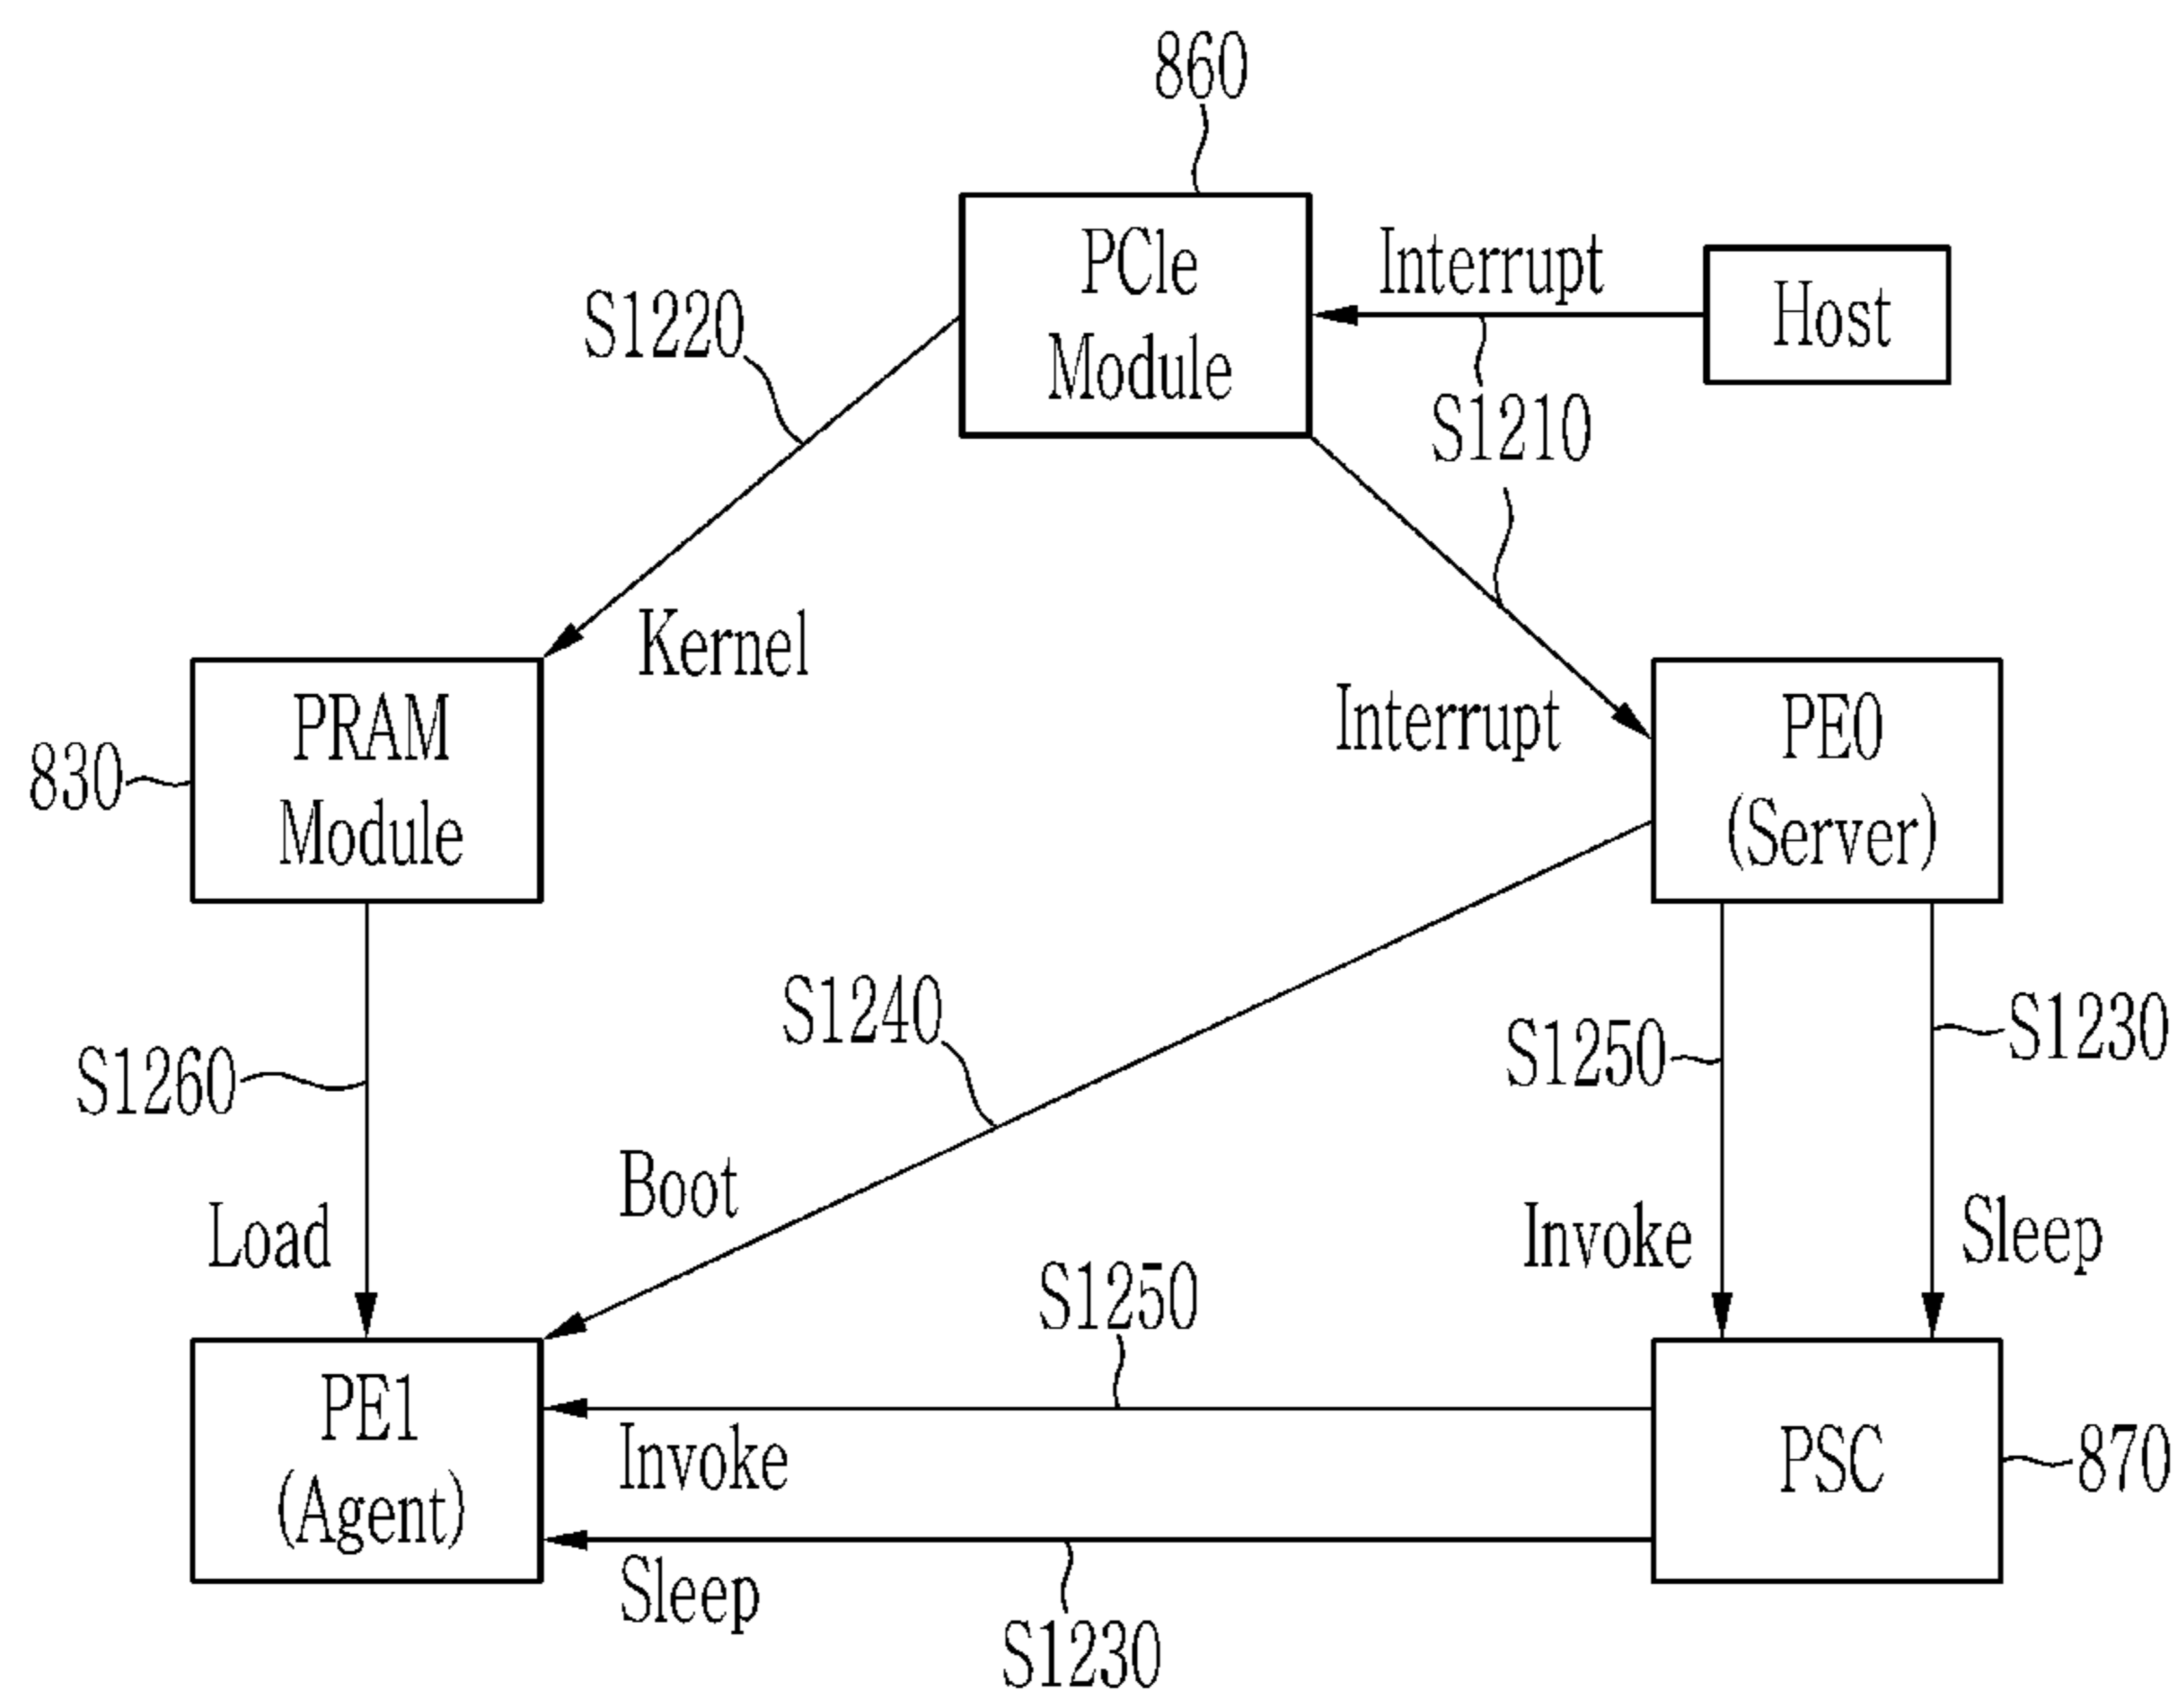 860
PCIe
Module
Interrupt
Host
S1220
S1210
Kernel
Interrupt
PRAM
Module
830
PE0
(Server)
S1240
S1250
S1230
S1260
Boot
Load
Invoke
Sleep
S1250
PE1
(Agent)
Invoke
Sleep
PSC
870
S1230